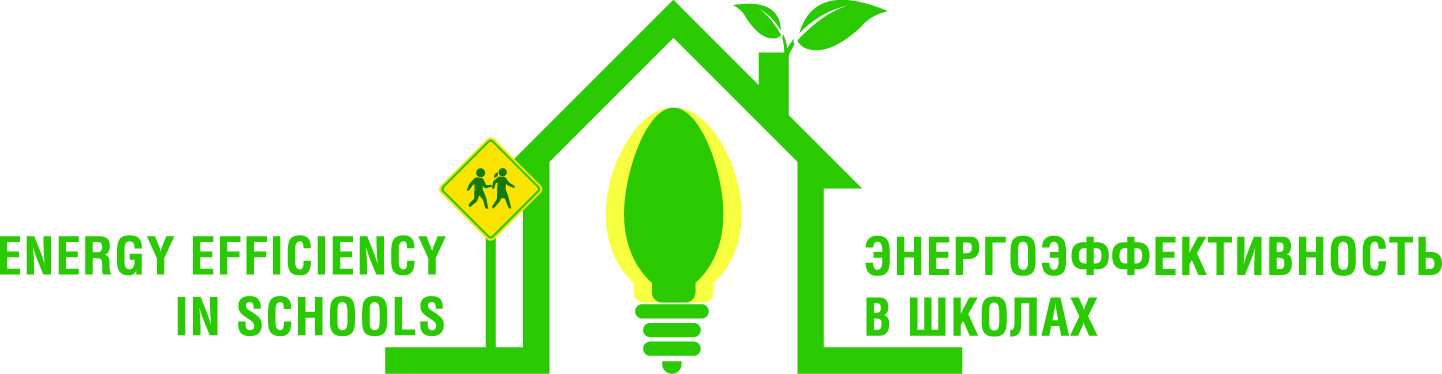 ENERGY EFFICIENCY
IN SCHOOLS
ЭНЕРГОЭФФЕКТИВНОСТЬ
В ШКОЛАХ